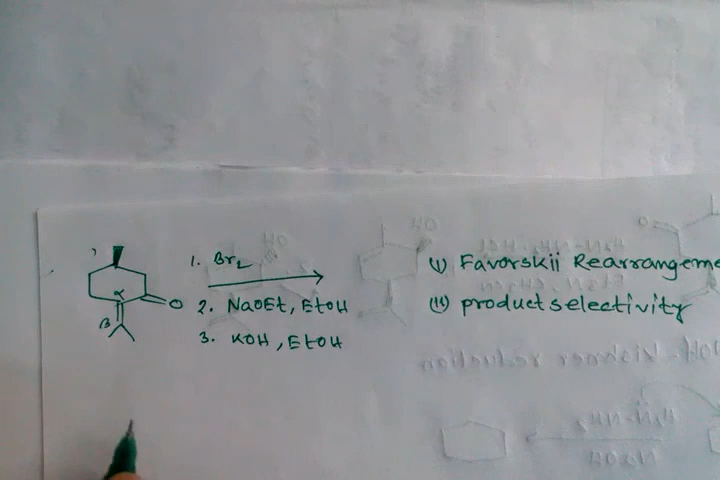 1. Br2
2. NaOEt, EtOH
3. KOH, EtOH
α
β
O
(i) Favorskii Rearrangeme
(ii) product selectivity